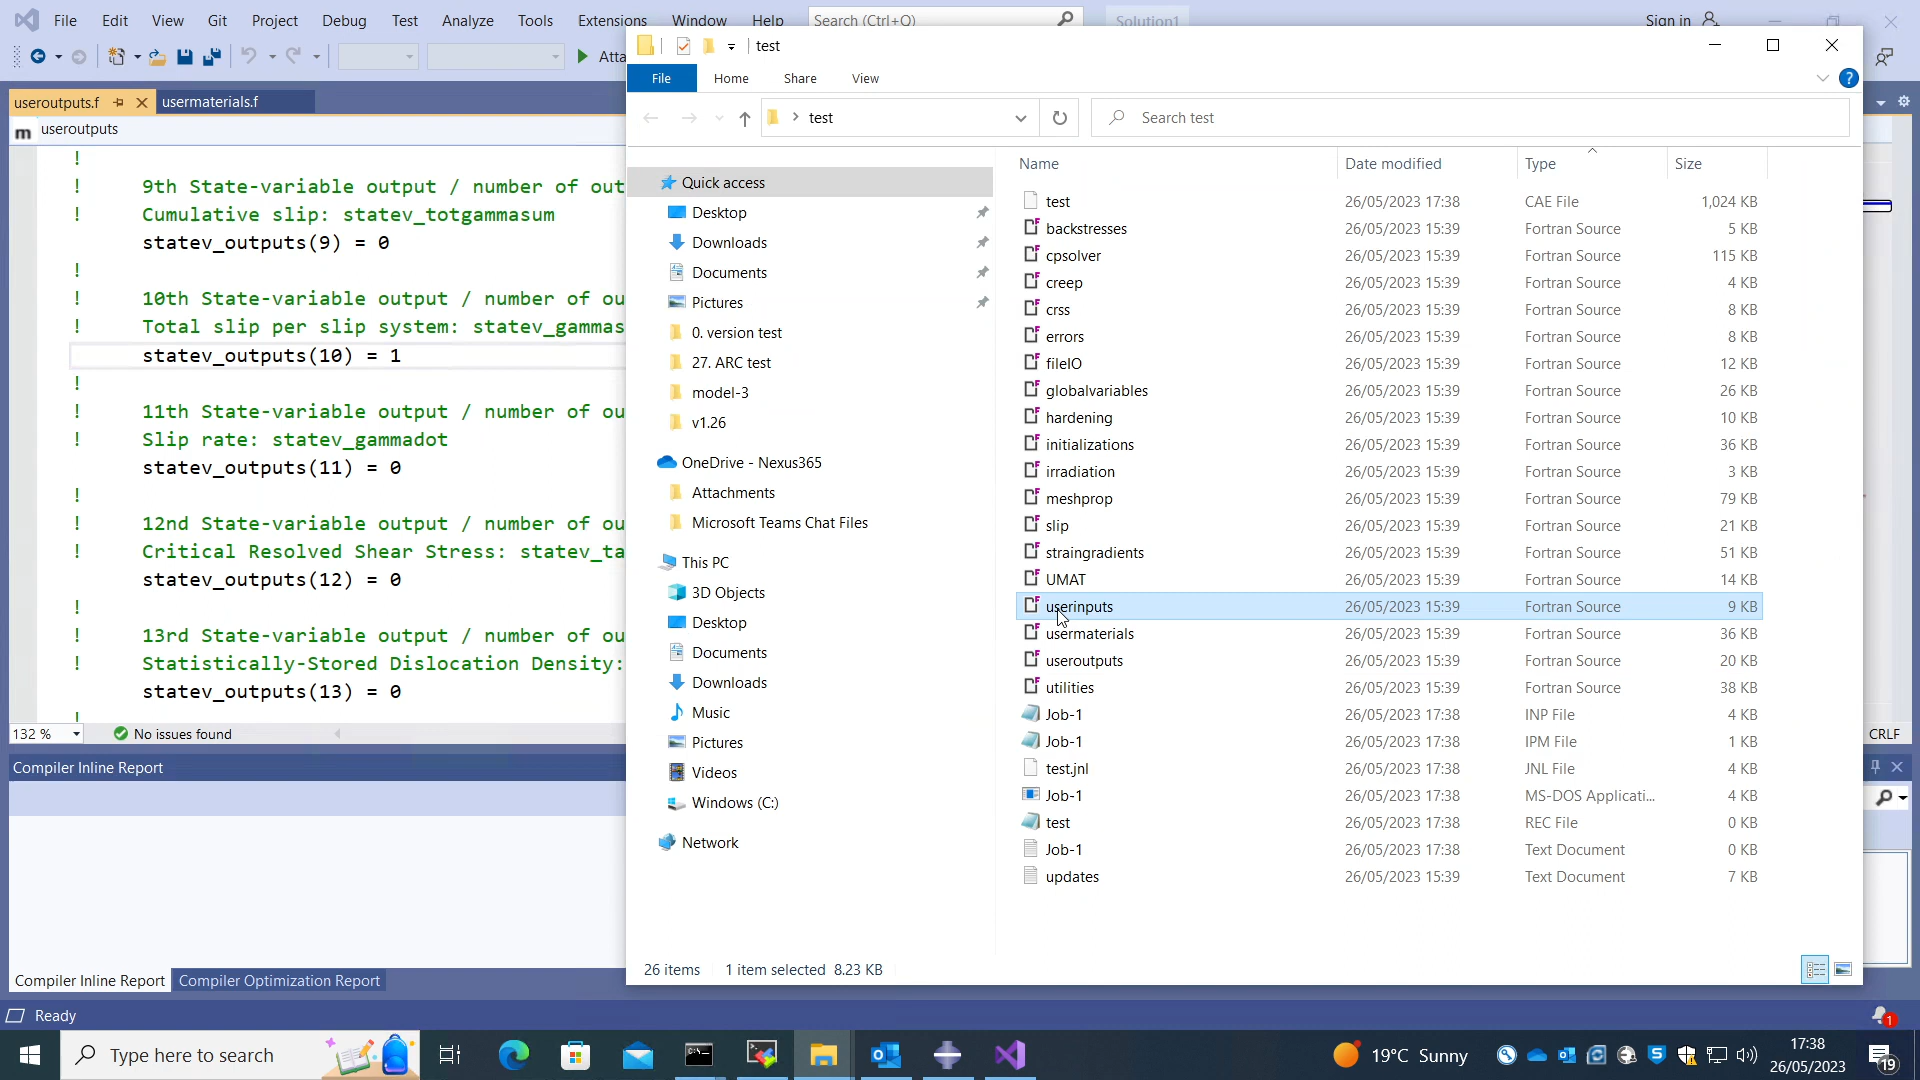 File Edit View Git Project Debug Test Analyze Tools Extensions Window Help Search (Ctrl+Q) Solution1 Sign in
Atta
useroutputs.f usermaterials.f
useroutputs
!
! 9th State-variable output / number of out
! Cumulative slip: statev_totgammasum
statev_outputs(9) = 0
!
! 10th State-variable output / number of ou
! Total slip per slip system: statev_gammas
statev_outputs(10) = 1
!
! 11th State-variable output / number of ou
! Slip rate: statev_gammadot
statev_outputs(11) = 0
!
! 12nd State-variable output / number of ou
! Critical Resolved Shear Stress: statev_ta
statev_outputs(12) = 0
!
! 13rd State-variable output / number of ou
! Statistically-Stored Dislocation Density:
statev_outputs(13) = 0
!
132 % No issues found CRLF
Compiler Inline Report
Compiler Inline Report Compiler Optimization Report
Ready 1
test
File Home Share View ?
test Search test
Quick access
Desktop
Downloads
Documents
Pictures
0. version test
27. ARC test
model-3
v1.26
OneDrive - Nexus365
Attachments
Microsoft Teams Chat Files
This PC
3D Objects
Desktop
Documents
Downloads
Music
Pictures
Videos
Windows (C:)
Network
Name Date modified Type Size
test 26/05/2023 17:38 CAE File 1,024 KB
backstresses 26/05/2023 15:39 Fortran Source 5 KB
cpsolver 26/05/2023 15:39 Fortran Source 115 KB
creep 26/05/2023 15:39 Fortran Source 4 KB
crss 26/05/2023 15:39 Fortran Source 8 KB
errors 26/05/2023 15:39 Fortran Source 8 KB
fileIO 26/05/2023 15:39 Fortran Source 12 KB
globalvariables 26/05/2023 15:39 Fortran Source 26 KB
hardening 26/05/2023 15:39 Fortran Source 10 KB
initializations 26/05/2023 15:39 Fortran Source 36 KB
irradiation 26/05/2023 15:39 Fortran Source 3 KB
meshprop 26/05/2023 15:39 Fortran Source 79 KB
slip 26/05/2023 15:39 Fortran Source 21 KB
straingradients 26/05/2023 15:39 Fortran Source 51 KB
UMAT 26/05/2023 15:39 Fortran Source 14 KB
userinputs 26/05/2023 15:39 Fortran Source 9 KB
usermaterials 26/05/2023 15:39 Fortran Source 36 KB
useroutputs 26/05/2023 15:39 Fortran Source 20 KB
utilities 26/05/2023 15:39 Fortran Source 38 KB
Job-1 26/05/2023 17:38 INP File 4 KB
Job-1 26/05/2023 17:38 IPM File 1 KB
test.jnl 26/05/2023 17:38 JNL File 4 KB
Job-1 26/05/2023 17:38 MS-DOS Applicati... 4 KB
test 26/05/2023 17:38 REC File 0 KB
Job-1 26/05/2023 17:38 Text Document 0 KB
updates 26/05/2023 15:39 Text Document 7 KB
26 items 1 item selected 8.23 KB
Type here to search 19°C Sunny 17:38
26/05/2023 19